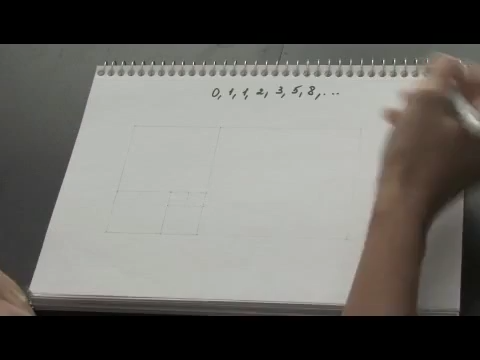 0, 1, 1, 2, 3, 5, 8, ...